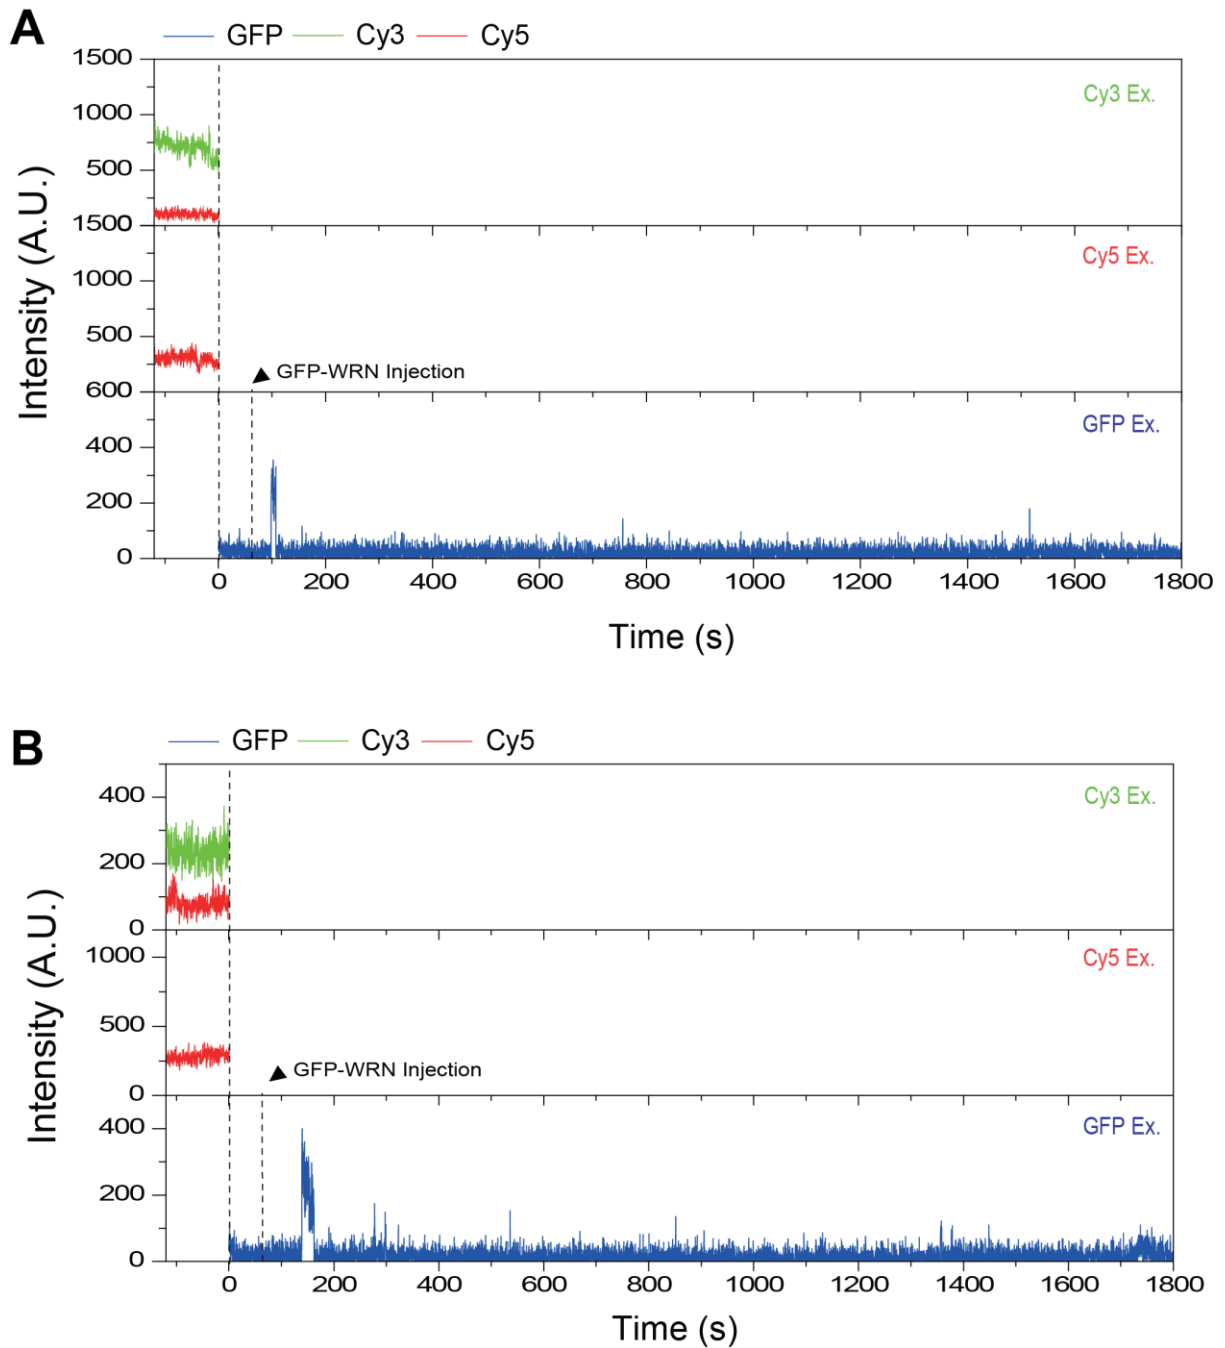 A
GFP Cy3 Cy5
1500
Cy3 Ex.
1000
500
1500
Cy5 Ex.
1000
500
GFP-WRN Injection
600
GFP Ex.
400
200
0
0 200 400 600 800 1000 1200 1400 1600 1800
Intensity (A.U.)
Time (s)
B
GFP Cy3 Cy5
400
Cy3 Ex.
200
0
1000
Cy5 Ex.
500
GFP-WRN Injection
0
400
GFP Ex.
200
0
0 200 400 600 800 1000 1200 1400 1600 1800
Intensity (A.U.)
Time (s)